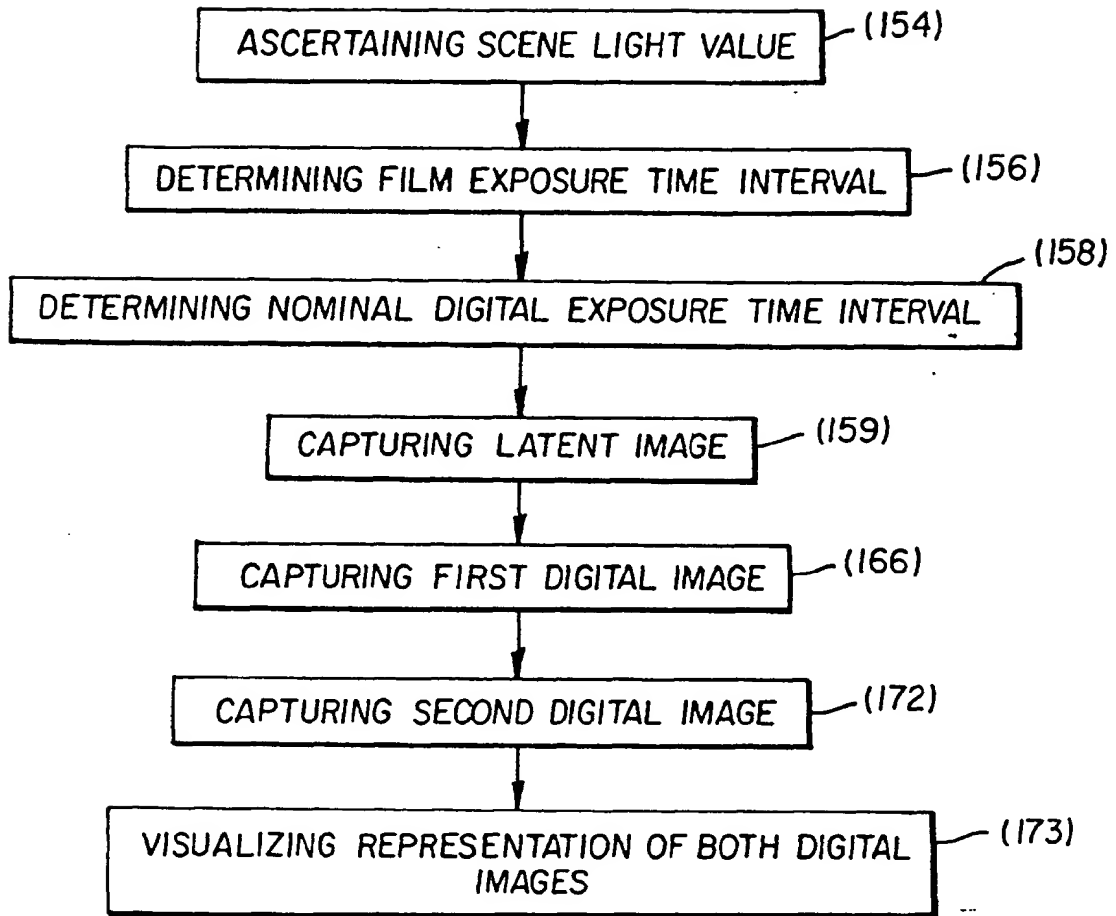 ASCERTAINING SCENE LIGHT VALUE
(154)
DETERMINING FILM EXPOSURE TIME INTERVAL
(156)
(158)
DETERMINING NOMINAL DIGITAL EXPOSURE TIME INTERVAL
CAPTURING LATENT IMAGE
(159)
CAPTURING FIRST DIGITAL IMAGE
(166)
CAPTURING SECOND DIGITAL IMAGE
(172)
VISUALIZING REPRESENTATION OF BOTH DIGITAL
IMAGES
(173)